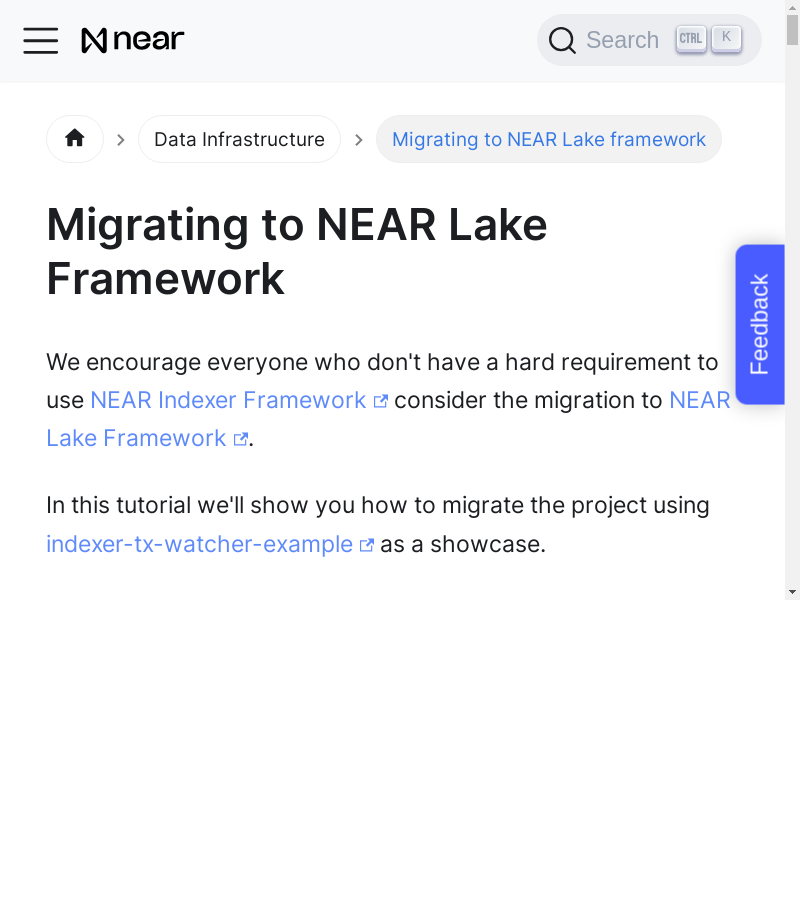 near
Search CTRL K
Data Infrastructure
Migrating to NEAR Lake framework
Migrating to NEAR Lake
Framework
Feedback
We encourage everyone who don't have a hard requirement to
use NEAR Indexer Framework consider the migration to NEAR
Lake Framework.
In this tutorial we'll show you how to migrate the project using
indexer-tx-watcher-example as a showcase.